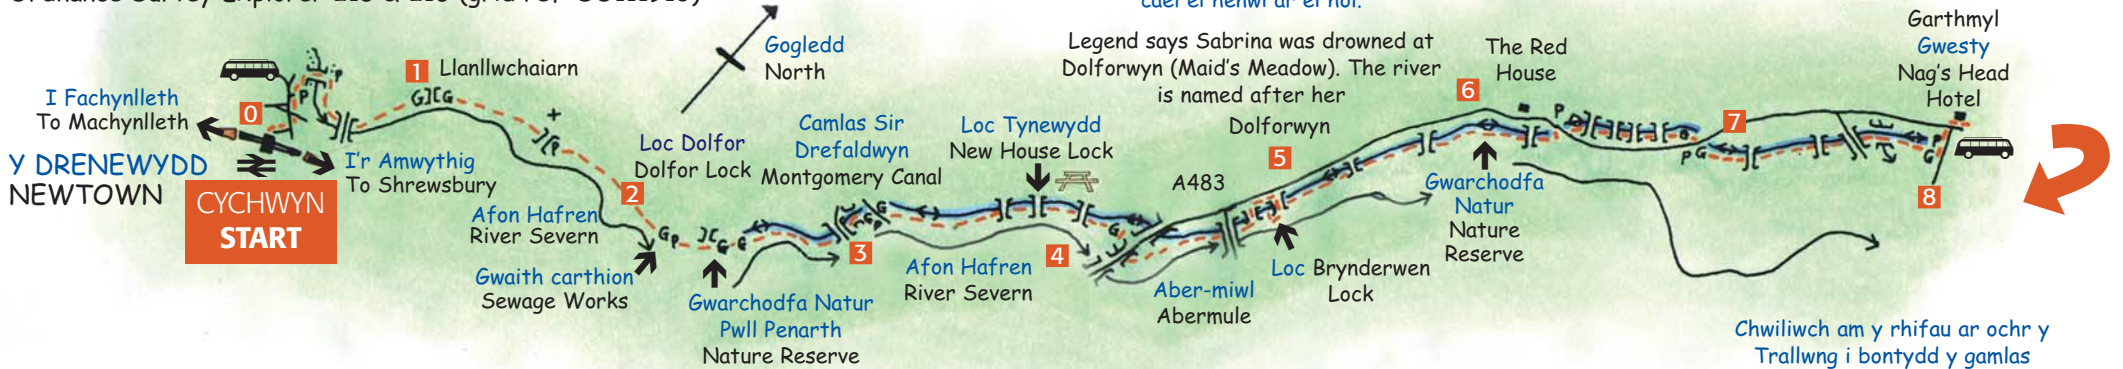 I Fachynlleth
To Machynlleth
0
Y DRENEWYDD
NEWTOWN
CYCHWYN
START
I'r Amwythig
To Shrewsbury
P
P
1
Llanllwchaiarn
G
G
P
Gogledd
North
2
Afon Hafren
River Severn
Gwaith carthion
Sewage Works
G
P
G
G
Loc Dolfor
Dolfor Lock
Gwarchodfa Natur
Pwll Penarth
Nature Reserve
Camlas Sir
Drefaldwyn
Montgomery Canal
3
G
P
G
Afon Hafren
River Severn
Loc Tynewydd
New House Lock
4
G
Legend says Sabrina was drowned at
Dolforwyn (Maid's Meadow). The river
is named after her
Dolforwyn
A483
5
Aber-miwl
Abermule
Loc Brynderwen
Lock
6
The Red
House
Gwarchodfa
Natur
Nature
Reserve
P
7
P
G
Garthmyl
Gwesty
Nag's Head
Hotel
P
G
8
Chwiliwch am y rhifau ar ochr y
Trallwng i bontydd y gamlas